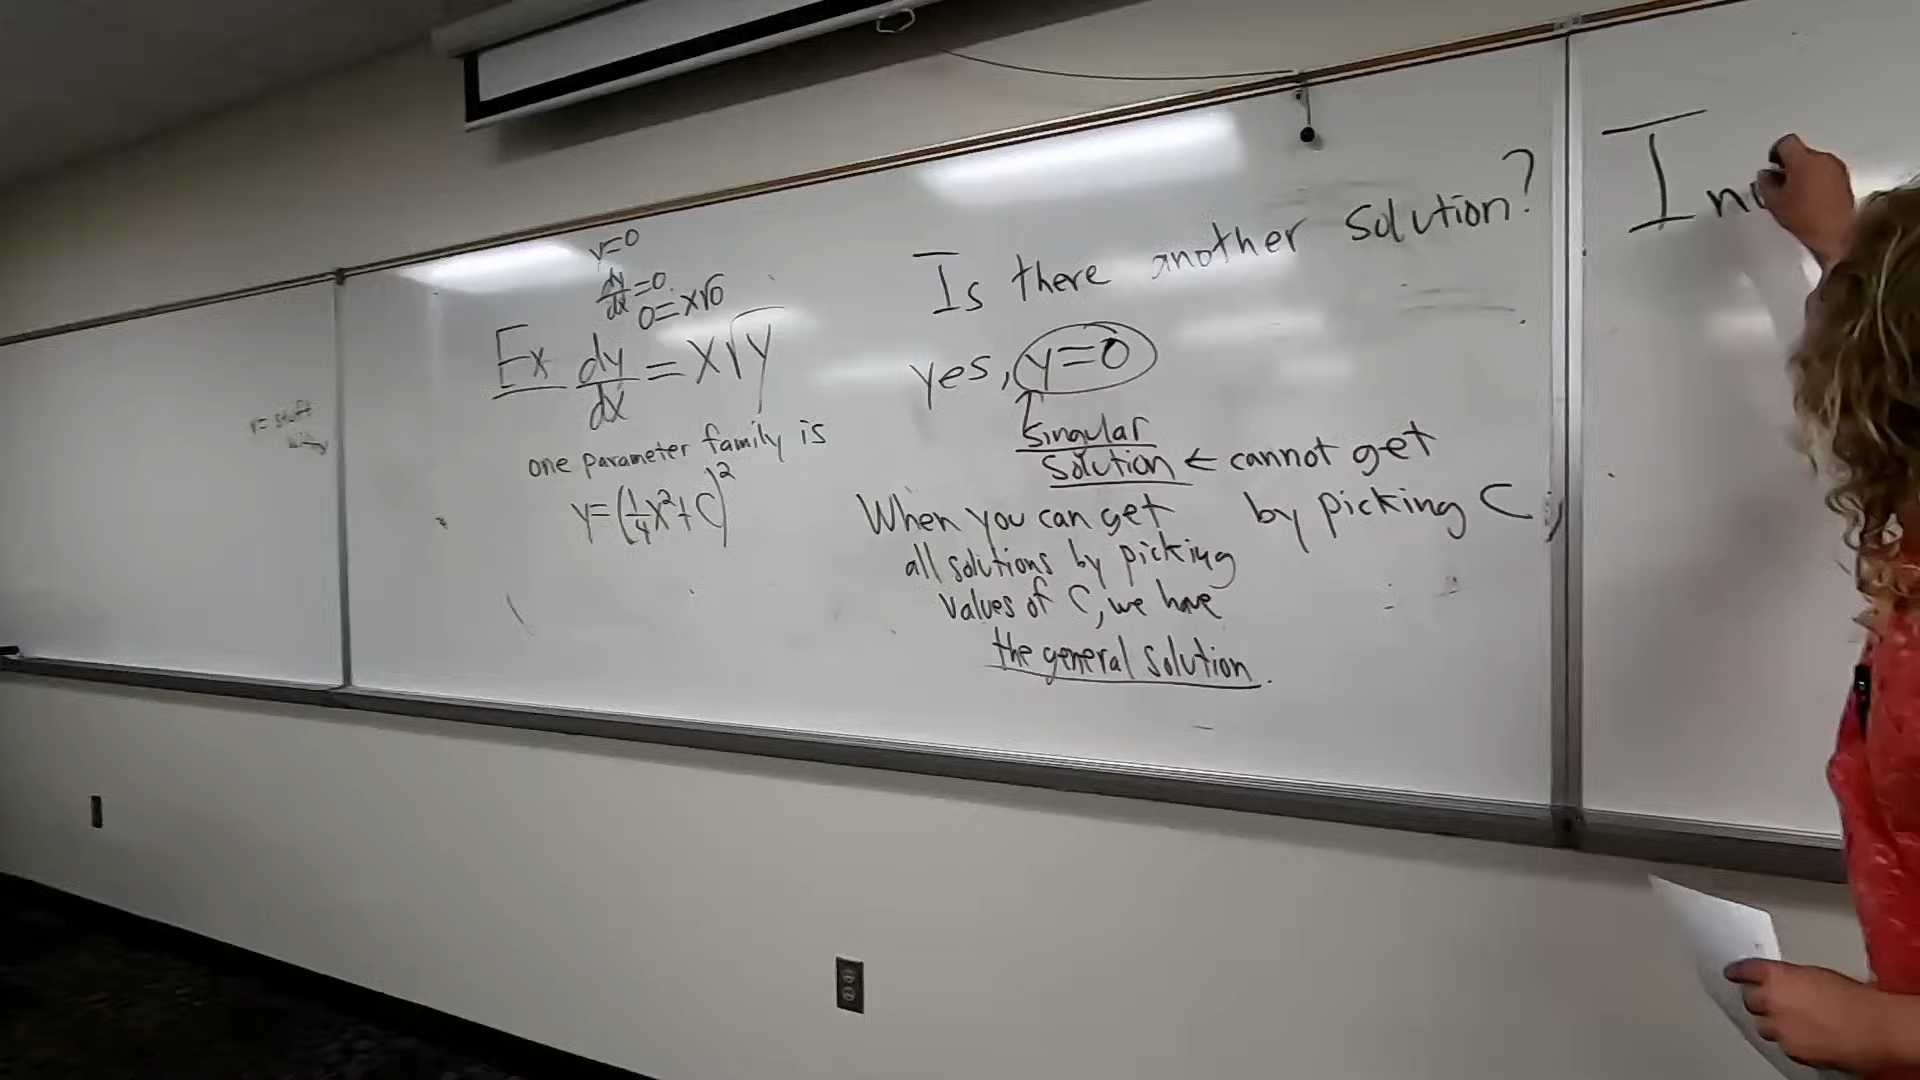 y = stuff
y=0
dy/dx=0
0=x√0
Ex dy/dx = x√y
one parameter family is
y=(1/4x²+C)²
Is there another solution?
yes, y=0
singular
solution ← cannot get
by picking C
When you can get
all solutions by picking
values of C, we have
the general solution.
In